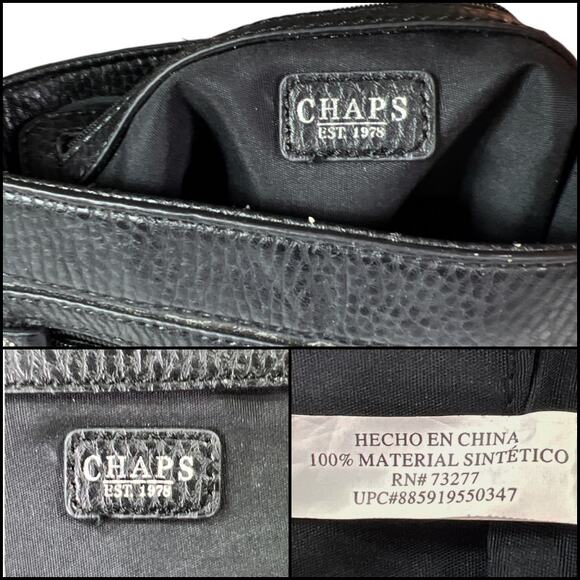 CHAPS
EST. 1978
CHAPS
EST. 1978
HECHO EN CHINA
100% MATERIAL SINTÉTICO
RN# 73277
UPC#885919550347